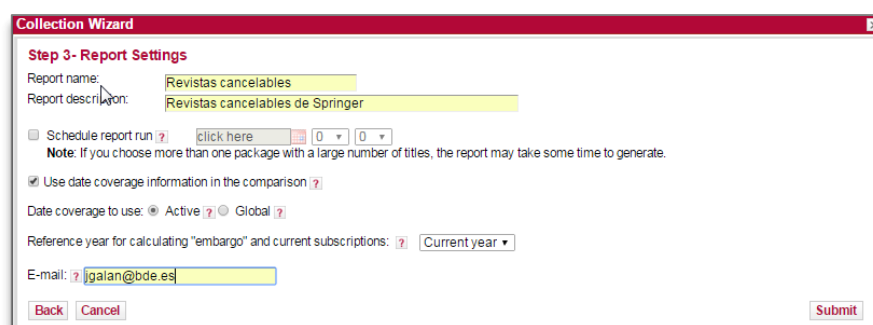 Collection Wizard
Step 3- Report Settings
Report name: Revistas cancelables
Report description: Revistas cancelables de Springer
Schedule report run ? click here 0 0
Note: If you choose more than one package with a large number of titles, the report may take some time to generate.
Use date coverage information in the comparison ?
Date coverage to use: Active ? Global ?
Reference year for calculating "embargo" and current subscriptions: ? Current year
E-mail: ? jgalan@bde.es
Back Cancel Submit